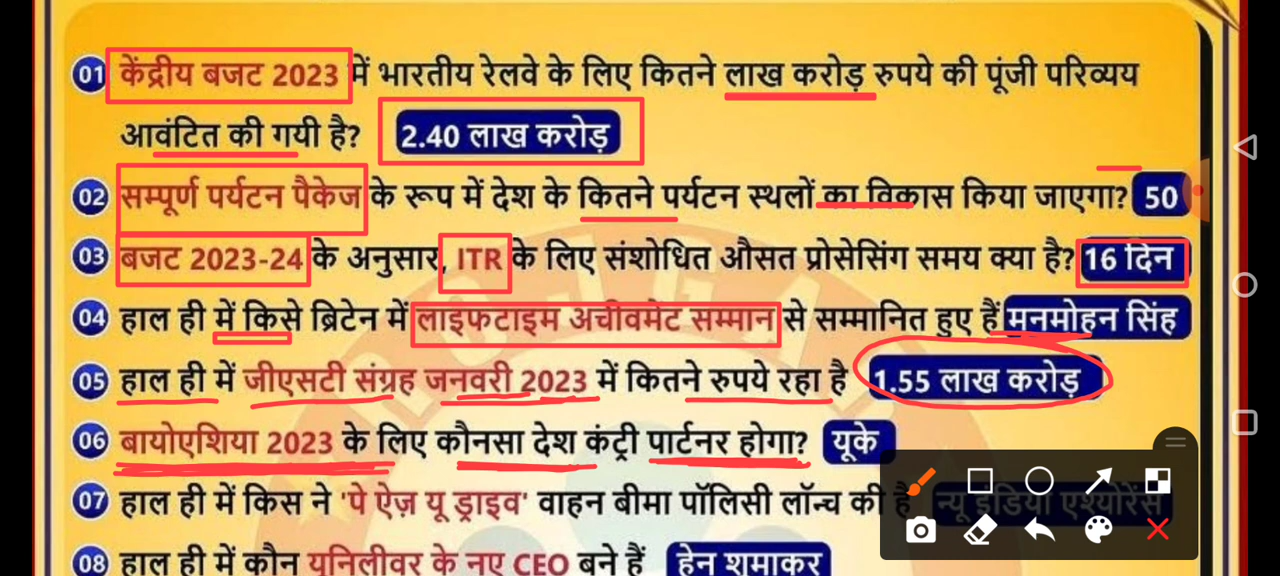 01 केंद्रीय बजट 2023 में भारतीय रेलवे के लिए कितने लाख करोड़ रुपये की पूंजी परिव्यय
आवंटित की गयी है? 2.40 लाख करोड़
02 सम्पूर्ण पर्यटन पैकेज के रूप में देश के कितने पर्यटन स्थलों का विकास किया जाएगा? 50
03 बजट 2023-24 के अनुसार, ITR के लिए संशोधित औसत प्रोसेसिंग समय क्या है? 16 दिन
04 हाल ही में किसे ब्रिटेन में लाइफटाइम अचीवमेंट सम्मान से सम्मानित हुए हैं मनमोहन सिंह
05 हाल ही में जीएसटी संग्रह जनवरी 2023 में कितने रुपये रहा है 1.55 लाख करोड़
06 बायोएशिया 2023 के लिए कौनसा देश कंट्री पार्टनर होगा? यूके
07 हाल ही में किस ने 'पे ऐज़ यू ड्राइव' वाहन बीमा पॉलिसी लॉन्च की है न्यू इंडिया एश्योरेंस
08 हाल ही में कौन यूनिलीवर के नए CEO बने हैं हेन शूमाकर